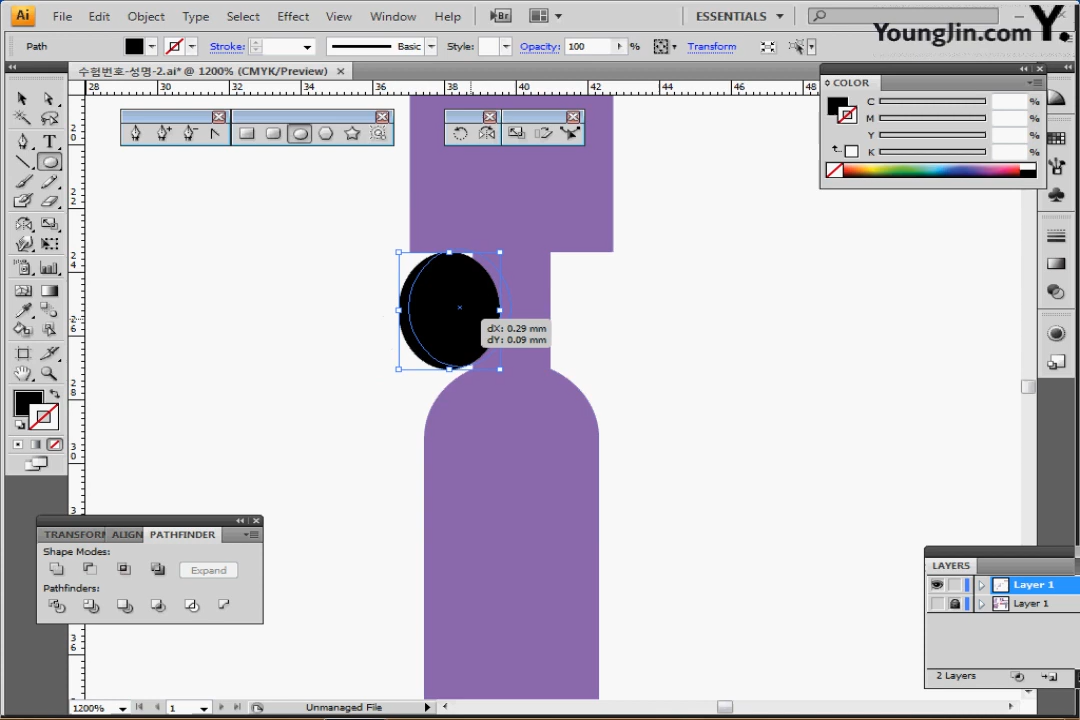 Ai File Edit Object Type Select Effect View Window Help Br ESSENTIALS
YoungJin.com Y.
Path Stroke: Basic Style: Opacity: 100 % Transform
수험번호-성명-2.ai* @ 1200% (CMYK/Preview)
28 30 32 34 36 38 40 42 44 46 48
COLOR
C %
M %
Y %
K %
dX: 0.29 mm
dY: 0.09 mm
TRANSFORM ALIGN PATHFINDER
Shape Modes:
Expand
Pathfinders:
LAYERS
Layer 1
Layer 1
2 Layers
1200% 1 Unmanaged File